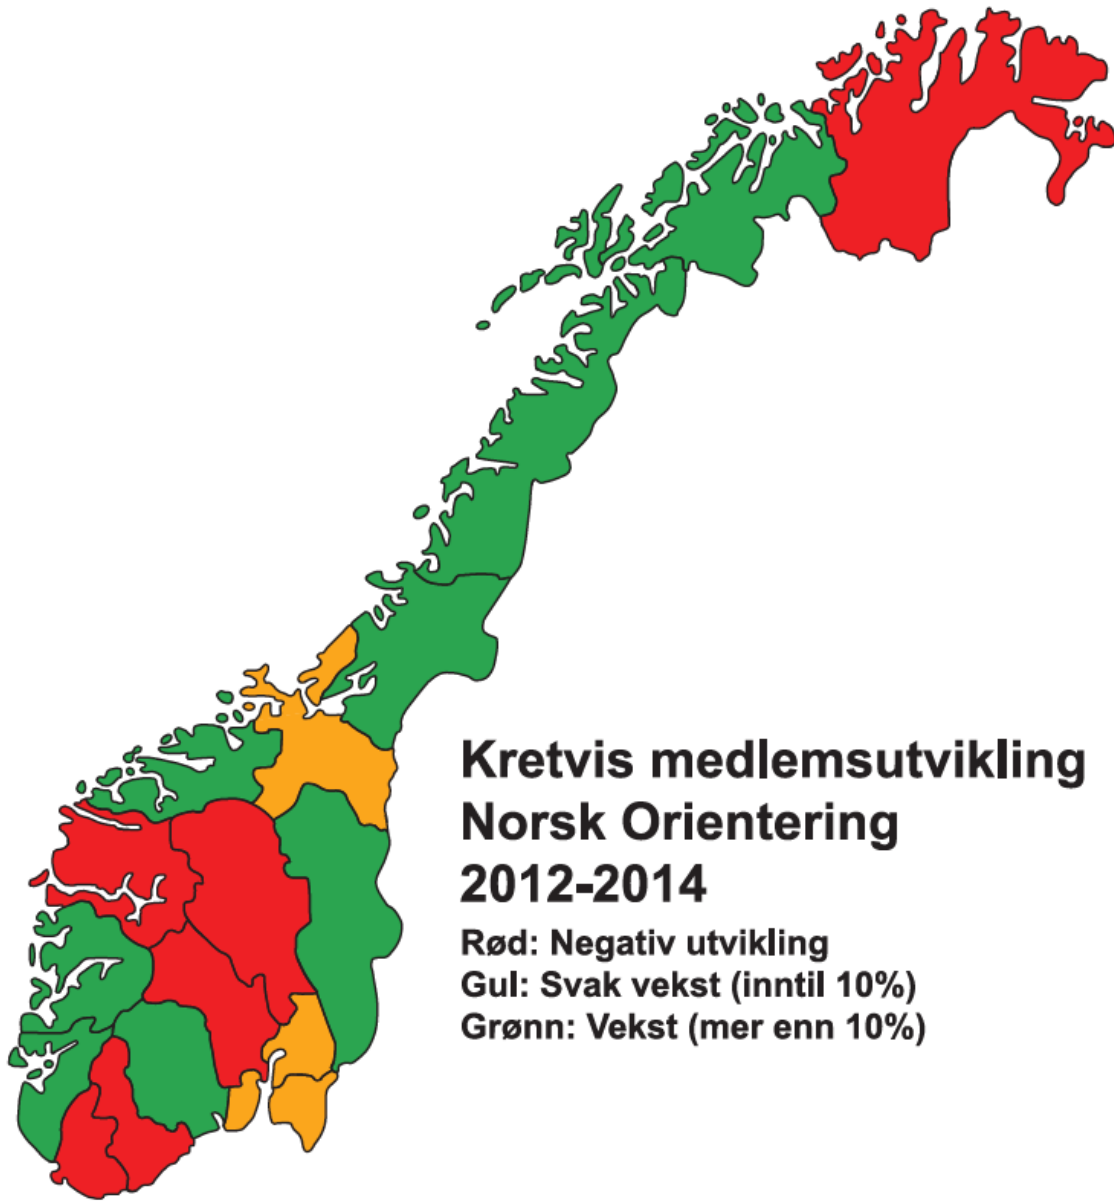 Kretvis medlemsutvikling
Norsk Orientering
2012-2014
Rød: Negativ utvikling
Gul: Svak vekst (inntil 10%)
Grønn: Vekst (mer enn 10%)